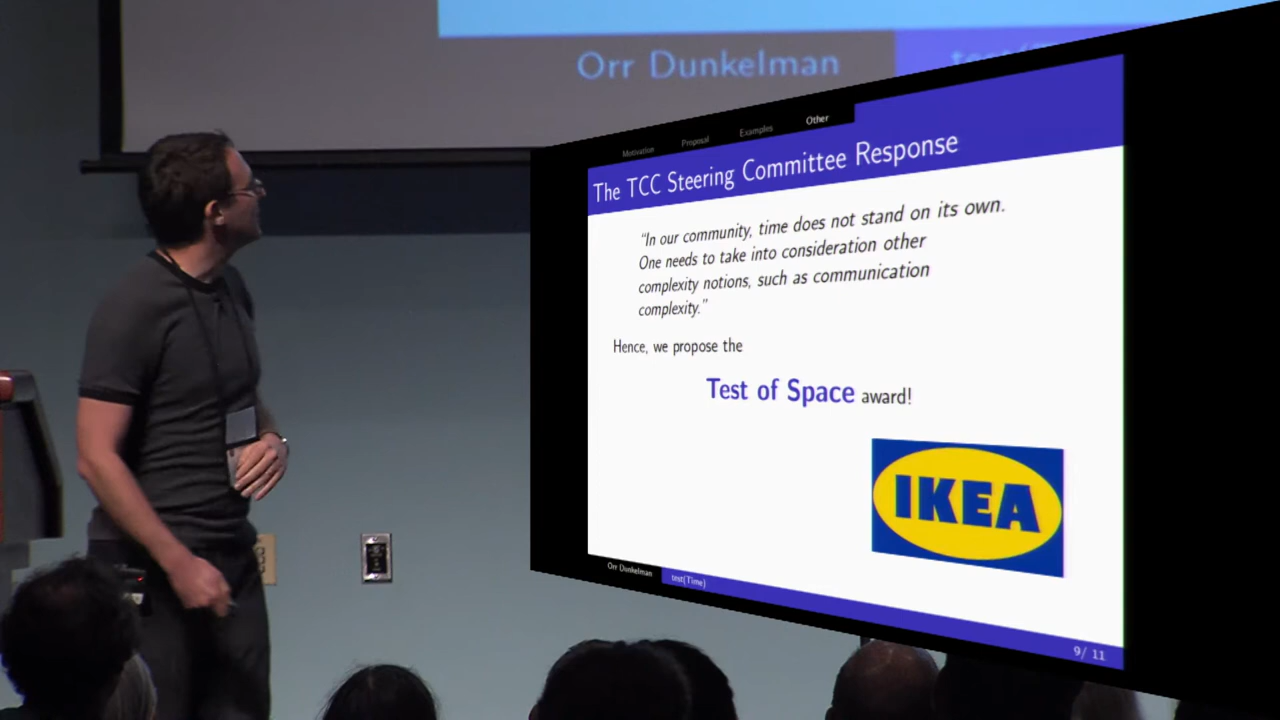 Orr Dunkelman
Motivation Proposal Examples Other
The TCC Steering Committee Response
"In our community, time does not stand on its own.
One needs to take into consideration other
complexity notions, such as communication
complexity."
Hence, we propose the
Test of Space award!
IKEA
Orr Dunkelman test(Time)
9/ 11